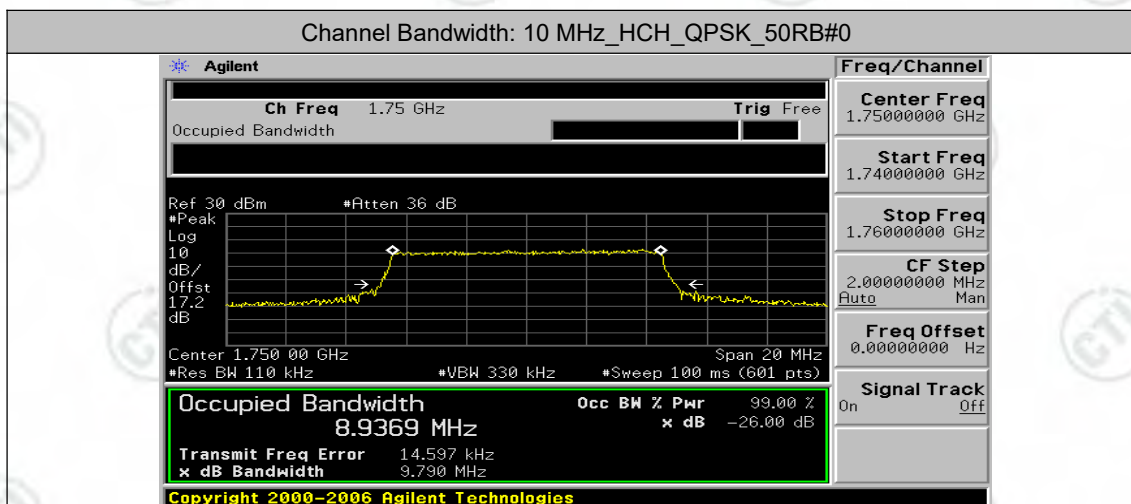 Channel Bandwidth: 10 MHz_HCH_QPSK_50RB#0
Agilent
Freq/Channel
Ch Freq 1.75 GHz Trig Free
Occupied Bandwidth
Center Freq
1.75000000 GHz
Start Freq
1.74000000 GHz
Stop Freq
1.76000000 GHz
CF Step
2.00000000 MHz
Auto Man
Freq Offset
0.00000000 Hz
Signal Track
On Off
Ref 30 dBm #Atten 36 dB
#Peak
Log
10
dB/
Offst
17.2
dB
Center 1.750 00 GHz Span 20 MHz
#Res BW 110 kHz #VBW 330 kHz #Sweep 100 ms (601 pts)
Occupied Bandwidth Occ BW % Pwr 99.00 %
8.9369 MHz x dB -26.00 dB
Transmit Freq Error 14.597 kHz
x dB Bandwidth 9.790 MHz
Copyright 2000-2006 Agilent Technologies